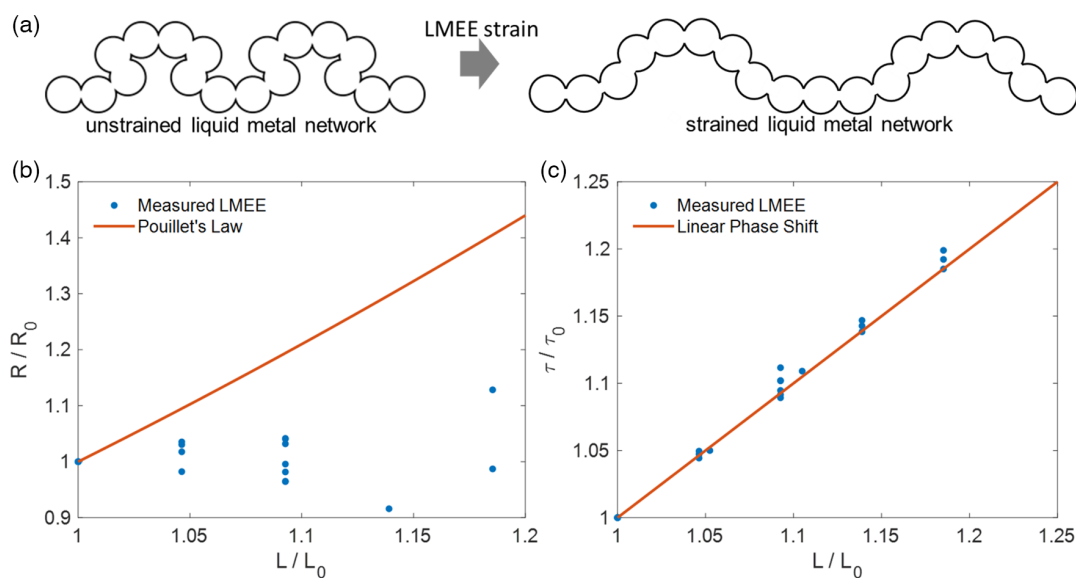 (a)
LMEE strain
unstrained liquid metal network
strained liquid metal network
(b)
1.5
1.4
1.3
1.2
1.1
1
0.9
R / R0
Measured LMEE
Pouillet's Law
1
1.05
1.1
1.15
1.2
L / L0
(c)
1.25
1.2
1.15
1.1
1.05
1
τ / τ0
Measured LMEE
Linear Phase Shift
1
1.05
1.1
1.15
1.2
1.25
L / L0